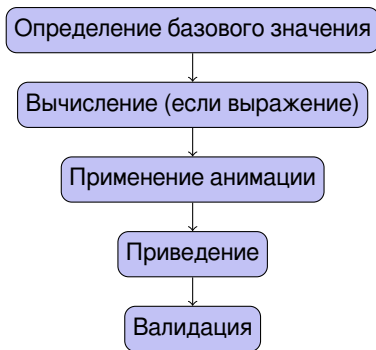 Определение базового значения
Вычисление (если выражение)
Применение анимации
Приведение
Валидация